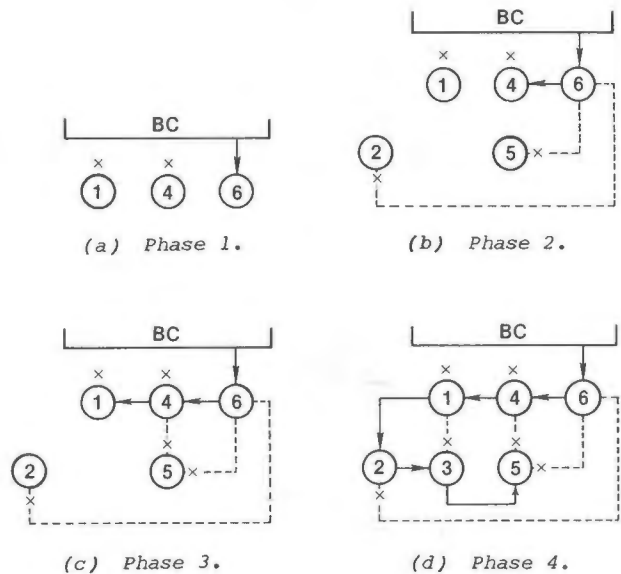 BC
× ×
1 4 6
(a) Phase 1.
BC
× ×
1 4 6
2 5 ×
×
(b) Phase 2.
BC
× ×
1 4 6
×
2 5 ×
×
(c) Phase 3.
BC
× ×
1 4 6
× ×
2 3 5 ×
×
(d) Phase 4.